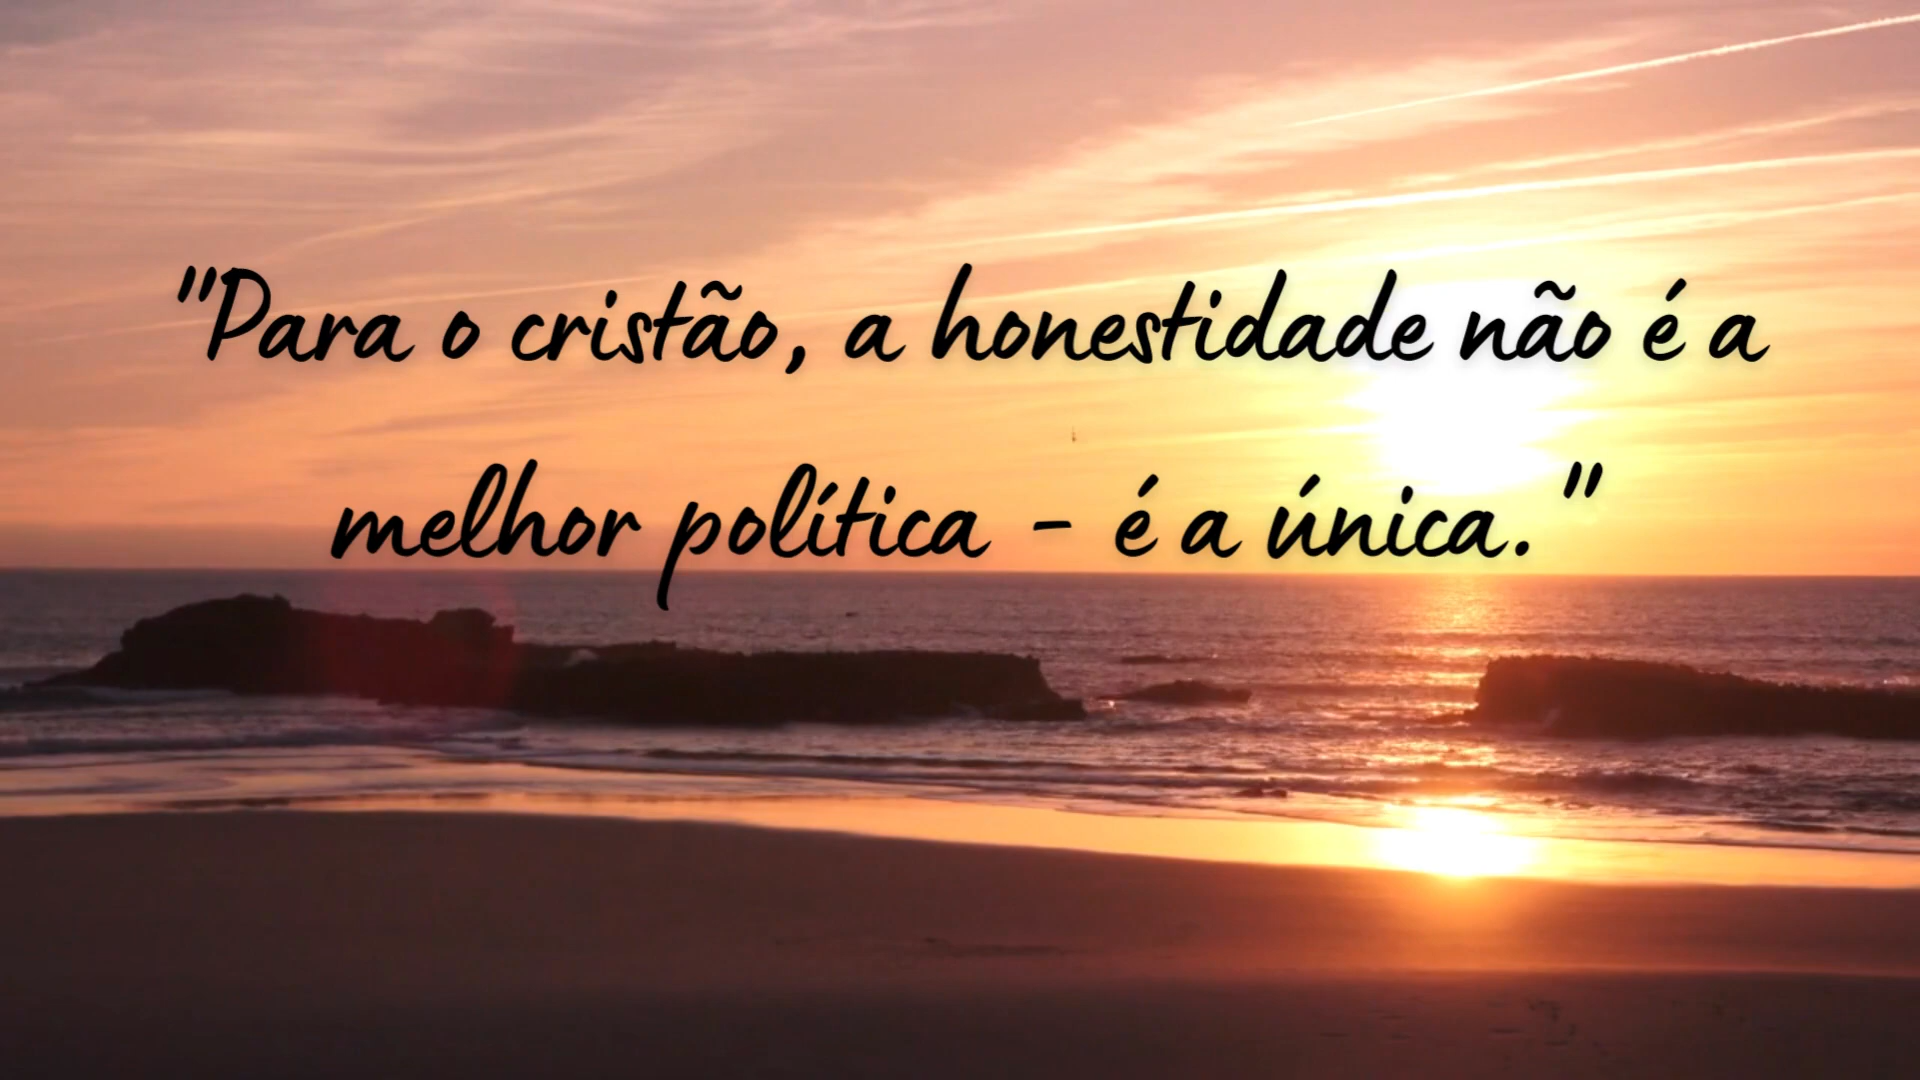 "Para o cristão, a honestidade não é a
melhor política - é a única."